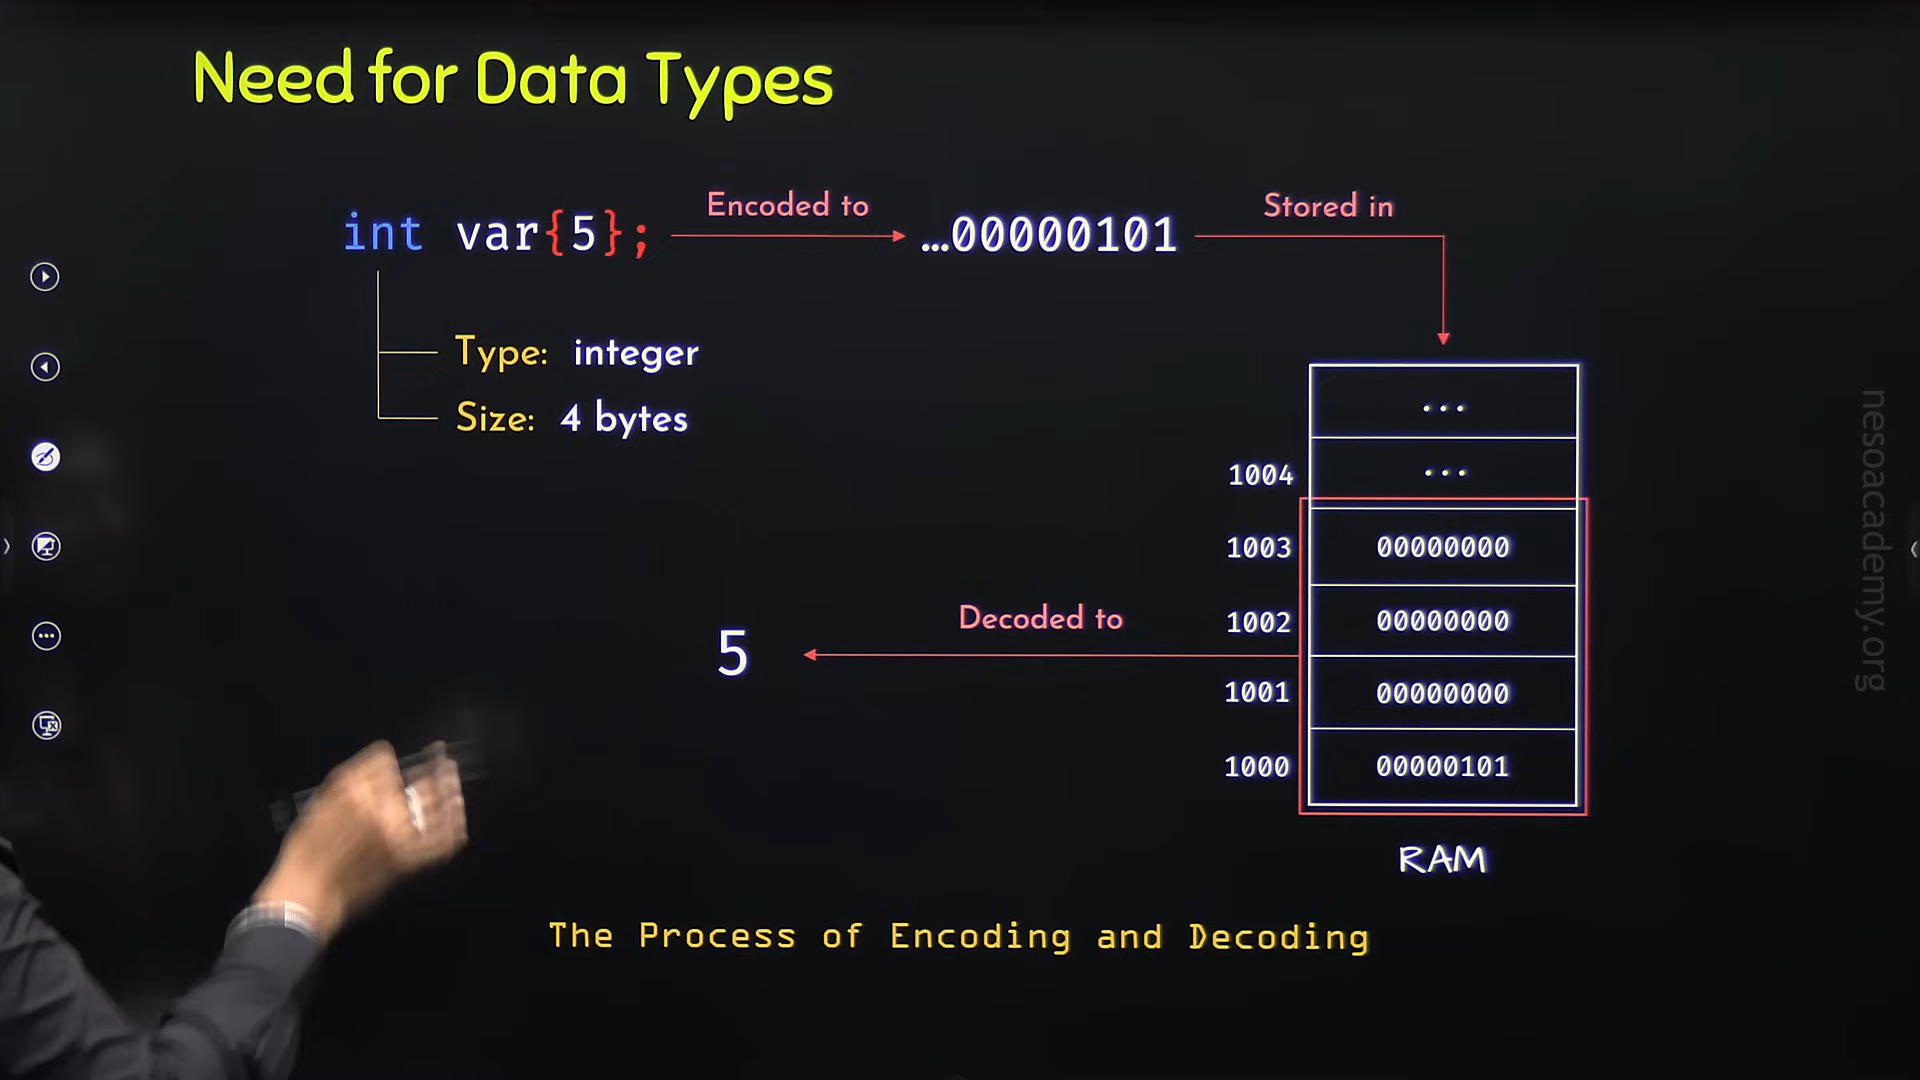 Need for Data Types
int var{5};
Encoded to
…00000101
Stored in
Type: integer
Size: 4 bytes
...
1004 ...
1003 00000000
1002 00000000
1001 00000000
1000 00000101
Decoded to
5
RAM
The Process of Encoding and Decoding
nesoacademy.org